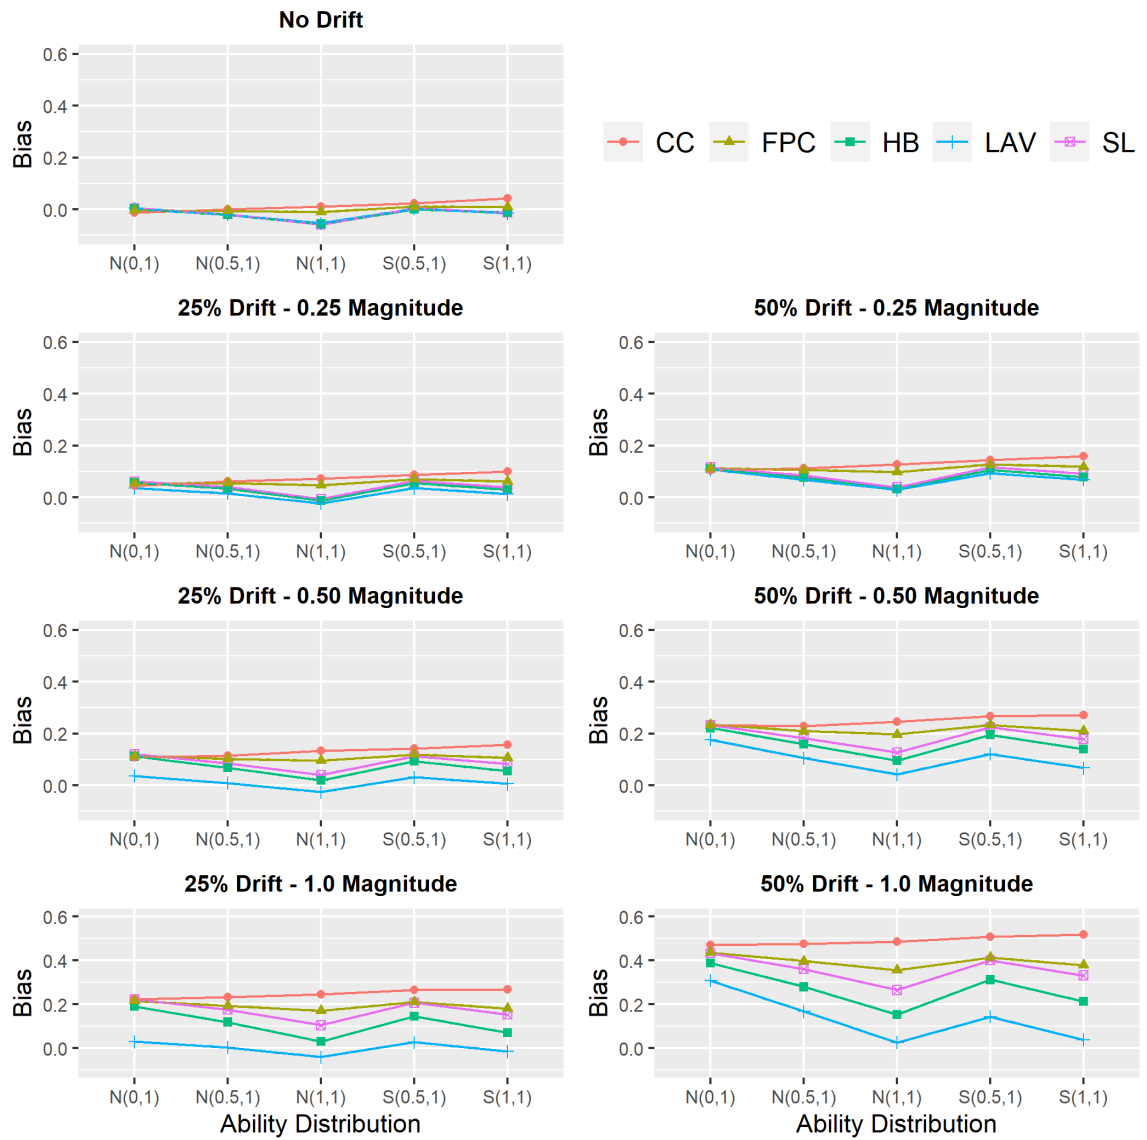 No Drift
0.6
0.4
0.2
0.0
Bias
N(0,1) N(0.5,1) N(1,1) S(0.5,1) S(1,1)
CC FPC HB LAV SL
25% Drift - 0.25 Magnitude
0.6
0.4
0.2
0.0
Bias
N(0,1) N(0.5,1) N(1,1) S(0.5,1) S(1,1)
50% Drift - 0.25 Magnitude
0.6
0.4
0.2
0.0
Bias
N(0,1) N(0.5,1) N(1,1) S(0.5,1) S(1,1)
25% Drift - 0.50 Magnitude
0.6
0.4
0.2
0.0
Bias
N(0,1) N(0.5,1) N(1,1) S(0.5,1) S(1,1)
50% Drift - 0.50 Magnitude
0.6
0.4
0.2
0.0
Bias
N(0,1) N(0.5,1) N(1,1) S(0.5,1) S(1,1)
25% Drift - 1.0 Magnitude
0.6
0.4
0.2
0.0
Bias
N(0,1) N(0.5,1) N(1,1) S(0.5,1) S(1,1)
Ability Distribution
50% Drift - 1.0 Magnitude
0.6
0.4
0.2
0.0
Bias
N(0,1) N(0.5,1) N(1,1) S(0.5,1) S(1,1)
Ability Distribution